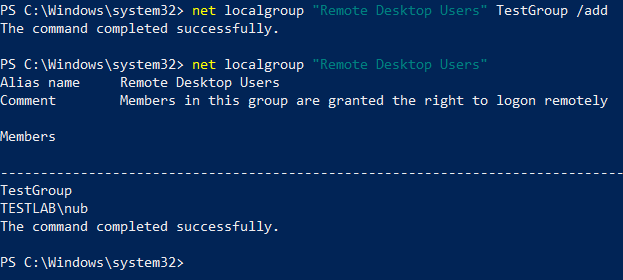 PS C:\Windows\system32> net localgroup "Remote Desktop Users" TestGroup /add
The command completed successfully.
PS C:\Windows\system32> net localgroup "Remote Desktop Users"
Alias name     Remote Desktop Users
Comment        Members in this group are granted the right to logon remotely
Members
-------------------------------------------------------------------------------
TestGroup
TESTLAB\nub
The command completed successfully.
PS C:\Windows\system32>